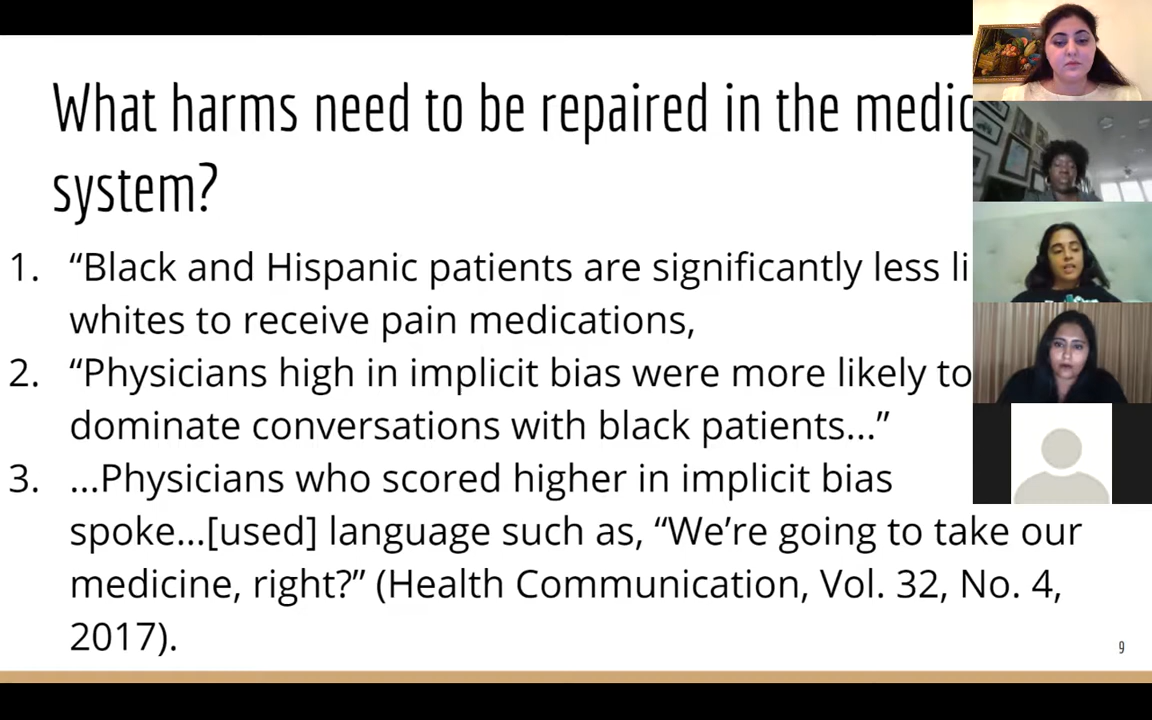 What harms need to be repaired in the medic
system?
1. “Black and Hispanic patients are significantly less li
whites to receive pain medications,
2. “Physicians high in implicit bias were more likely to
dominate conversations with black patients...”
3. ...Physicians who scored higher in implicit bias
spoke...[used] language such as, “We’re going to take our
medicine, right?” (Health Communication, Vol. 32, No. 4,
2017).
9